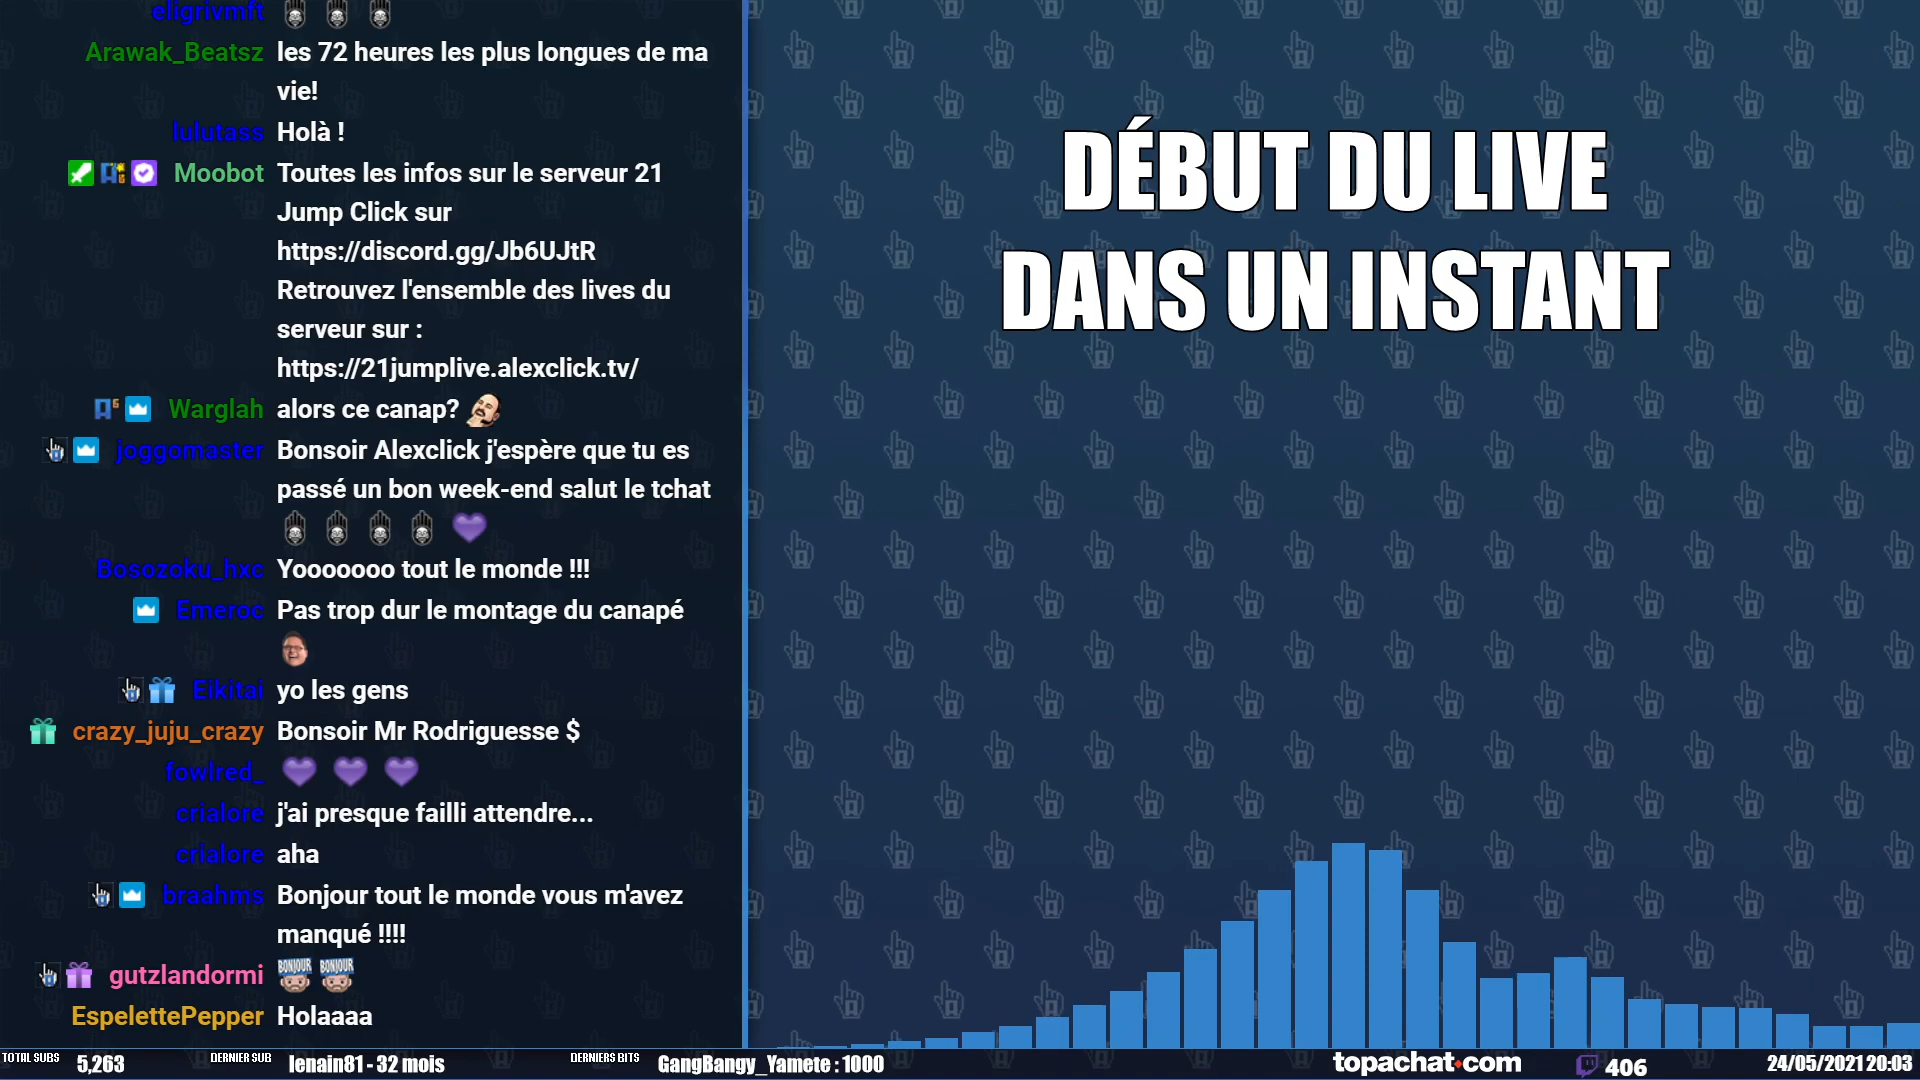 eligrivmft
Arawak_Beatsz les 72 heures les plus longues de ma
vie!
lulutass Holà !
Moobot Toutes les infos sur le serveur 21
Jump Click sur
https://discord.gg/Jb6UJtR
Retrouvez l'ensemble des lives du
serveur sur :
https://21jumplive.alexclick.tv/
Warglah alors ce canap?
joggomaster Bonsoir Alexclick j'espère que tu es
passé un bon week-end salut le tchat
Bosozoku_hxc Yooooooo tout le monde !!!
Emeroc Pas trop dur le montage du canapé
Eikitai yo les gens
crazy_juju_crazy Bonsoir Mr Rodriguesse $
fowlred_
crialore j'ai presque failli attendre...
crialore aha
braahms Bonjour tout le monde vous m'avez
manqué !!!!
gutzlandormi BONJOUR BONJOUR
EspelettePepper Holaaaa
DÉBUT DU LIVE
DANS UN INSTANT
TOTAL SUBS 5,263 DERNIER SUB lenain81 - 32 mois DERNIERS BITS GangBangy_Yamete : 1000 topachat.com 406 24/05/2021 20:03